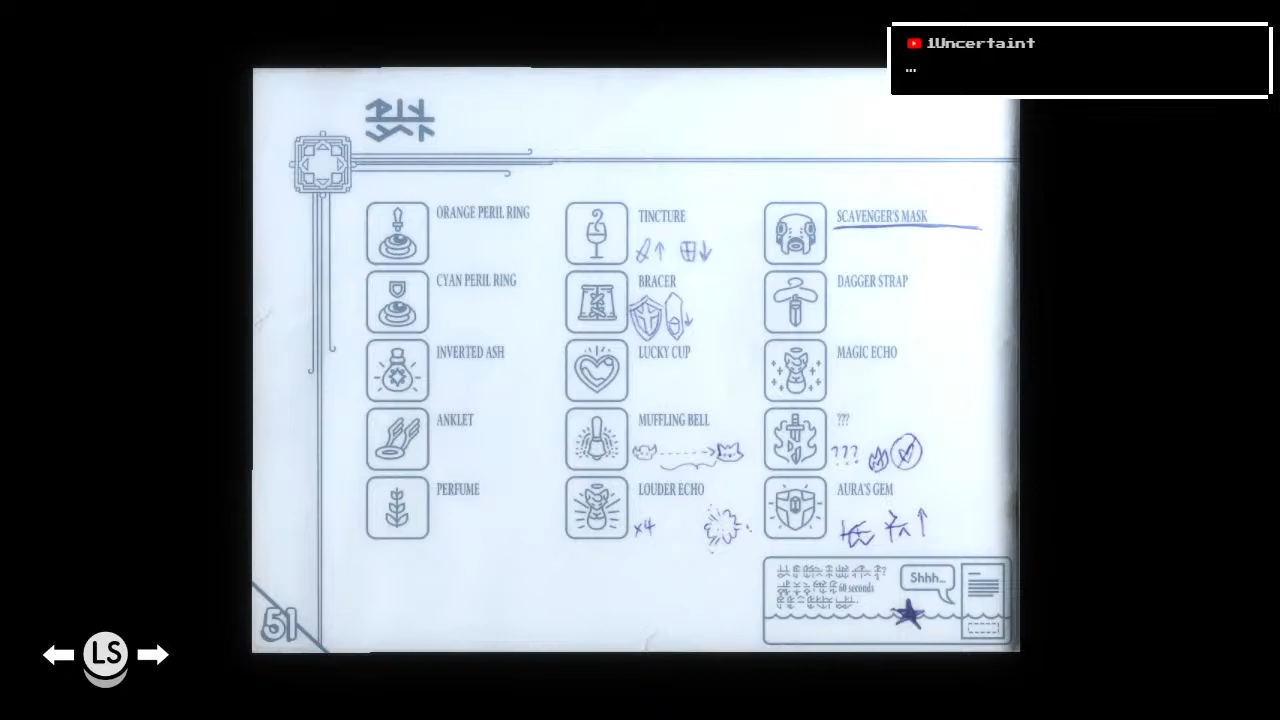 iUncertaint
...
ORANGE PERIL RING
CYAN PERIL RING
INVERTED ASH
ANKLET
PERFUME
TINCTURE
BRACER
LUCKY CUP
MUFFLING BELL
LOUDER ECHO
x4
SCAVENGER'S MASK
DAGGER STRAP
MAGIC ECHO
???
???
AURA'S GEM
?
60 seconds
Shhh...
51
LS